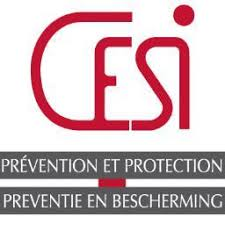 CESI
PRÉVENTION ET PROTECTION
PREVENTIE EN BESCHERMING